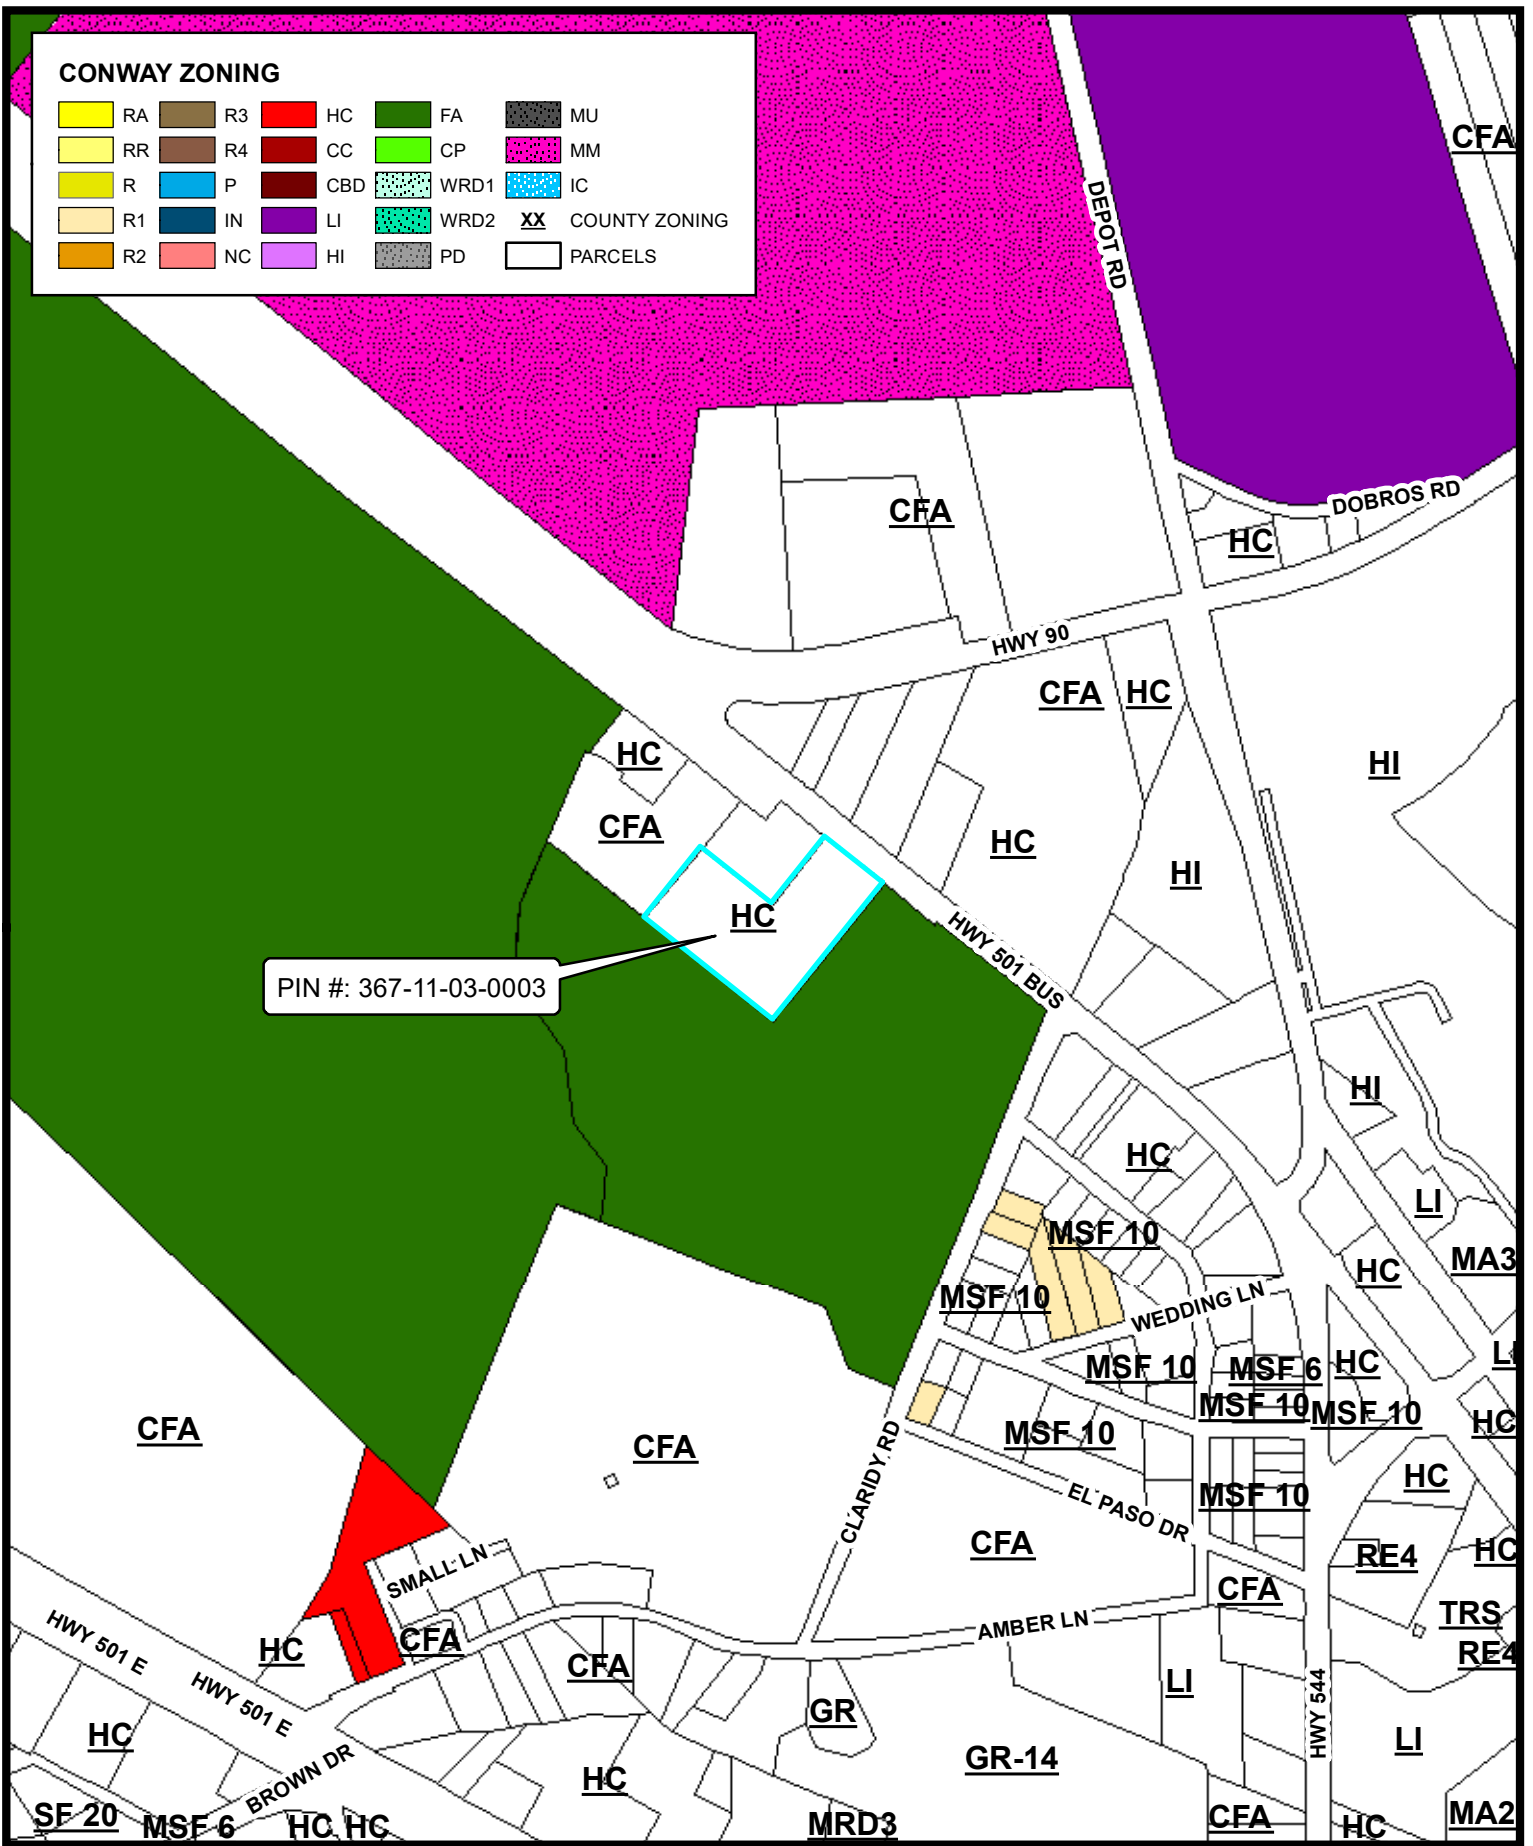 CONWAY ZONING
RA R3 HC FA MU
RR R4 CC CP MM
R P CBD WRD1 IC
R1 IN LI WRD2 XX COUNTY ZONING
R2 NC HI PD PARCELS
CFA
DEPOT RD
DOBROS RD
CFA
HC
HWY 90
CFA HC
HC
HI
CFA
HC
HI
HC
HWY 501 BUS
PIN #: 367-11-03-0003
HI
HC
LI
MSF 10
MA3
HC
MSF 10
WEDDING LN
LI
MSF 10
MSF 6
HC
MSF 10
MSF 10
HC
CFA
MSF 10
CFA
CLARIDY RD
HC
MSF 10
EL PASO DR
CFA
RE4
HC
SMALL LN
CFA
TRS
AMBER LN
HWY 501 E
CFA
HC
RE4
CFA
LI
HWY 501 E
GR
HWY 544
HC
LI
GR-14
BROWN DR
HC
SF 20
MSF 6
HC HC
MRD3
CFA
HC
MA2